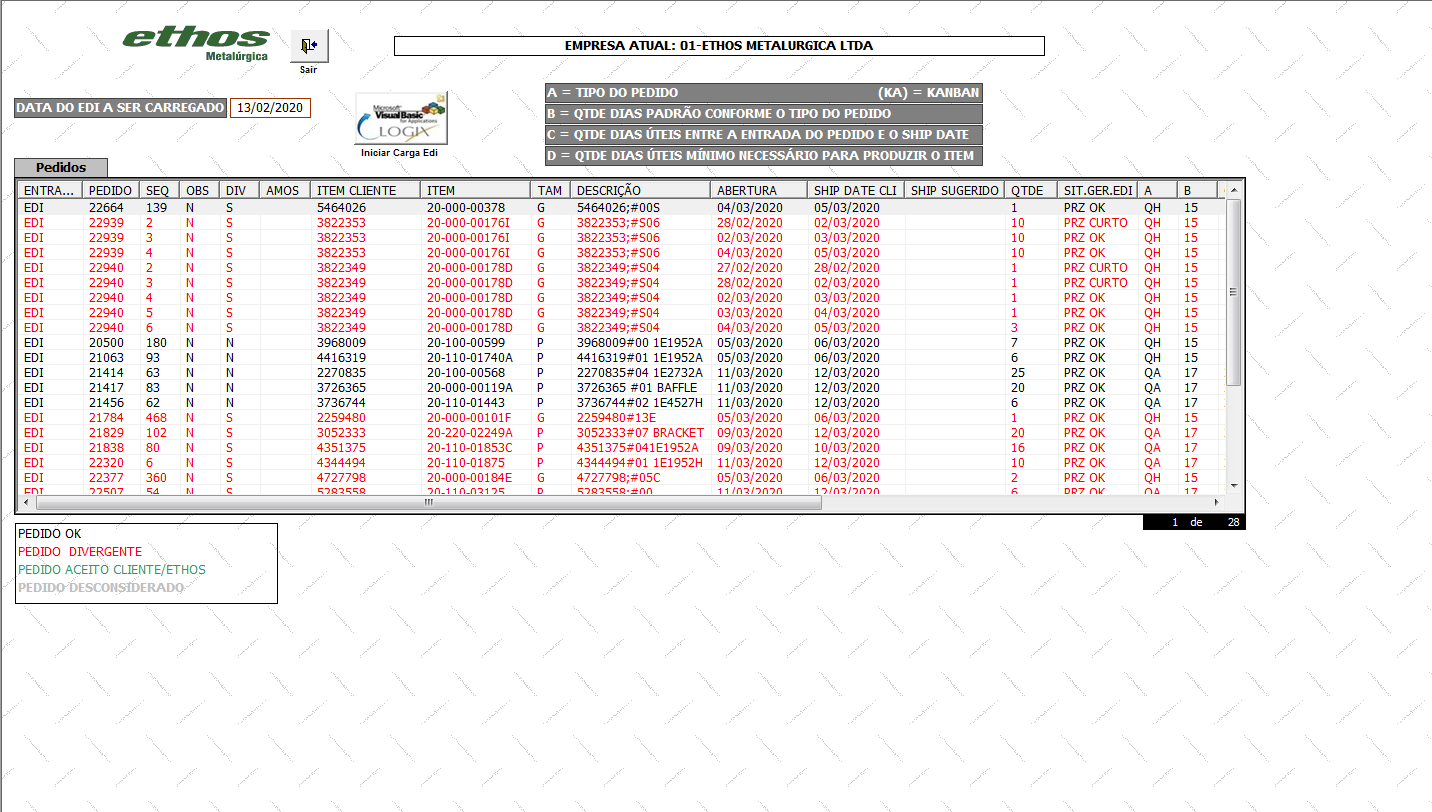 ethos
Metalúrgica
Sair
EMPRESA ATUAL: 01-ETHOS METALURGICA LTDA
DATA DO EDI A SER CARREGADO 13/02/2020
Microsoft
Visual Basic
for Applications
LOGIX
Iniciar Carga Edi
A = TIPO DO PEDIDO (KA) = KANBAN
B = QTDE DIAS PADRÃO CONFORME O TIPO DO PEDIDO
C = QTDE DIAS ÚTEIS ENTRE A ENTRADA DO PEDIDO E O SHIP DATE
D = QTDE DIAS ÚTEIS MÍNIMO NECESSÁRIO PARA PRODUZIR O ITEM
Pedidos
ENTRA... PEDIDO SEQ OBS DIV AMOS ITEM CLIENTE ITEM TAM DESCRIÇÃO ABERTURA SHIP DATE CLI SHIP SUGERIDO QTDE SIT.GER.EDI A B
EDI 22664 139 N S 5464026 20-000-00378 G 5464026;#00S 04/03/2020 05/03/2020 1 PRZ OK QH 15
EDI 22939 2 N S 3822353 20-000-00176I G 3822353;#S06 28/02/2020 02/03/2020 10 PRZ CURTO QH 15
EDI 22939 3 N S 3822353 20-000-00176I G 3822353;#S06 02/03/2020 03/03/2020 10 PRZ OK QH 15
EDI 22939 4 N S 3822353 20-000-00176I G 3822353;#S06 04/03/2020 05/03/2020 10 PRZ OK QH 15
EDI 22940 2 N S 3822349 20-000-00178D G 3822349;#S04 27/02/2020 28/02/2020 1 PRZ CURTO QH 15
EDI 22940 3 N S 3822349 20-000-00178D G 3822349;#S04 28/02/2020 02/03/2020 1 PRZ CURTO QH 15
EDI 22940 4 N S 3822349 20-000-00178D G 3822349;#S04 02/03/2020 03/03/2020 1 PRZ OK QH 15
EDI 22940 5 N S 3822349 20-000-00178D G 3822349;#S04 03/03/2020 04/03/2020 1 PRZ OK QH 15
EDI 22940 6 N S 3822349 20-000-00178D G 3822349;#S04 04/03/2020 05/03/2020 3 PRZ OK QH 15
EDI 20500 180 N N 3968009 20-100-00599 P 3968009#00 1E1952A 05/03/2020 06/03/2020 7 PRZ OK QH 15
EDI 21063 93 N N 4416319 20-110-01740A P 4416319#01 1E1952A 05/03/2020 06/03/2020 6 PRZ OK QH 15
EDI 21414 63 N N 2270835 20-100-00568 P 2270835#04 1E2732A 11/03/2020 12/03/2020 25 PRZ OK QA 17
EDI 21417 83 N N 3726365 20-000-00119A P 3726365 #01 BAFFLE 11/03/2020 12/03/2020 20 PRZ OK QA 17
EDI 21456 62 N N 3736744 20-110-01443 P 3736744#02 1E4527H 11/03/2020 12/03/2020 6 PRZ OK QA 17
EDI 21784 468 N S 2259480 20-000-00101F G 2259480#13E 05/03/2020 06/03/2020 1 PRZ OK QH 15
EDI 21829 102 N S 3052333 20-220-02249A P 3052333#07 BRACKET 09/03/2020 12/03/2020 20 PRZ OK QA 17
EDI 21838 80 N S 4351375 20-110-01853C P 4351375#041E1952A 09/03/2020 10/03/2020 16 PRZ OK QA 17
EDI 22320 6 N S 4344494 20-110-01875 P 4344494#01 1E1952H 11/03/2020 12/03/2020 10 PRZ OK QA 17
EDI 22377 360 N S 4727798 20-000-00184E G 4727798;#05C 05/03/2020 06/03/2020 2 PRZ OK QH 15
EDI 22507 54 N S 5283558 20-110-03125 P 5283558;#00 11/03/2020 12/03/2020 6 PRZ OK QA 17
1 de 28
PEDIDO OK
PEDIDO DIVERGENTE
PEDIDO ACEITO CLIENTE/ETHOS
PEDIDO DESCONSIDERADO